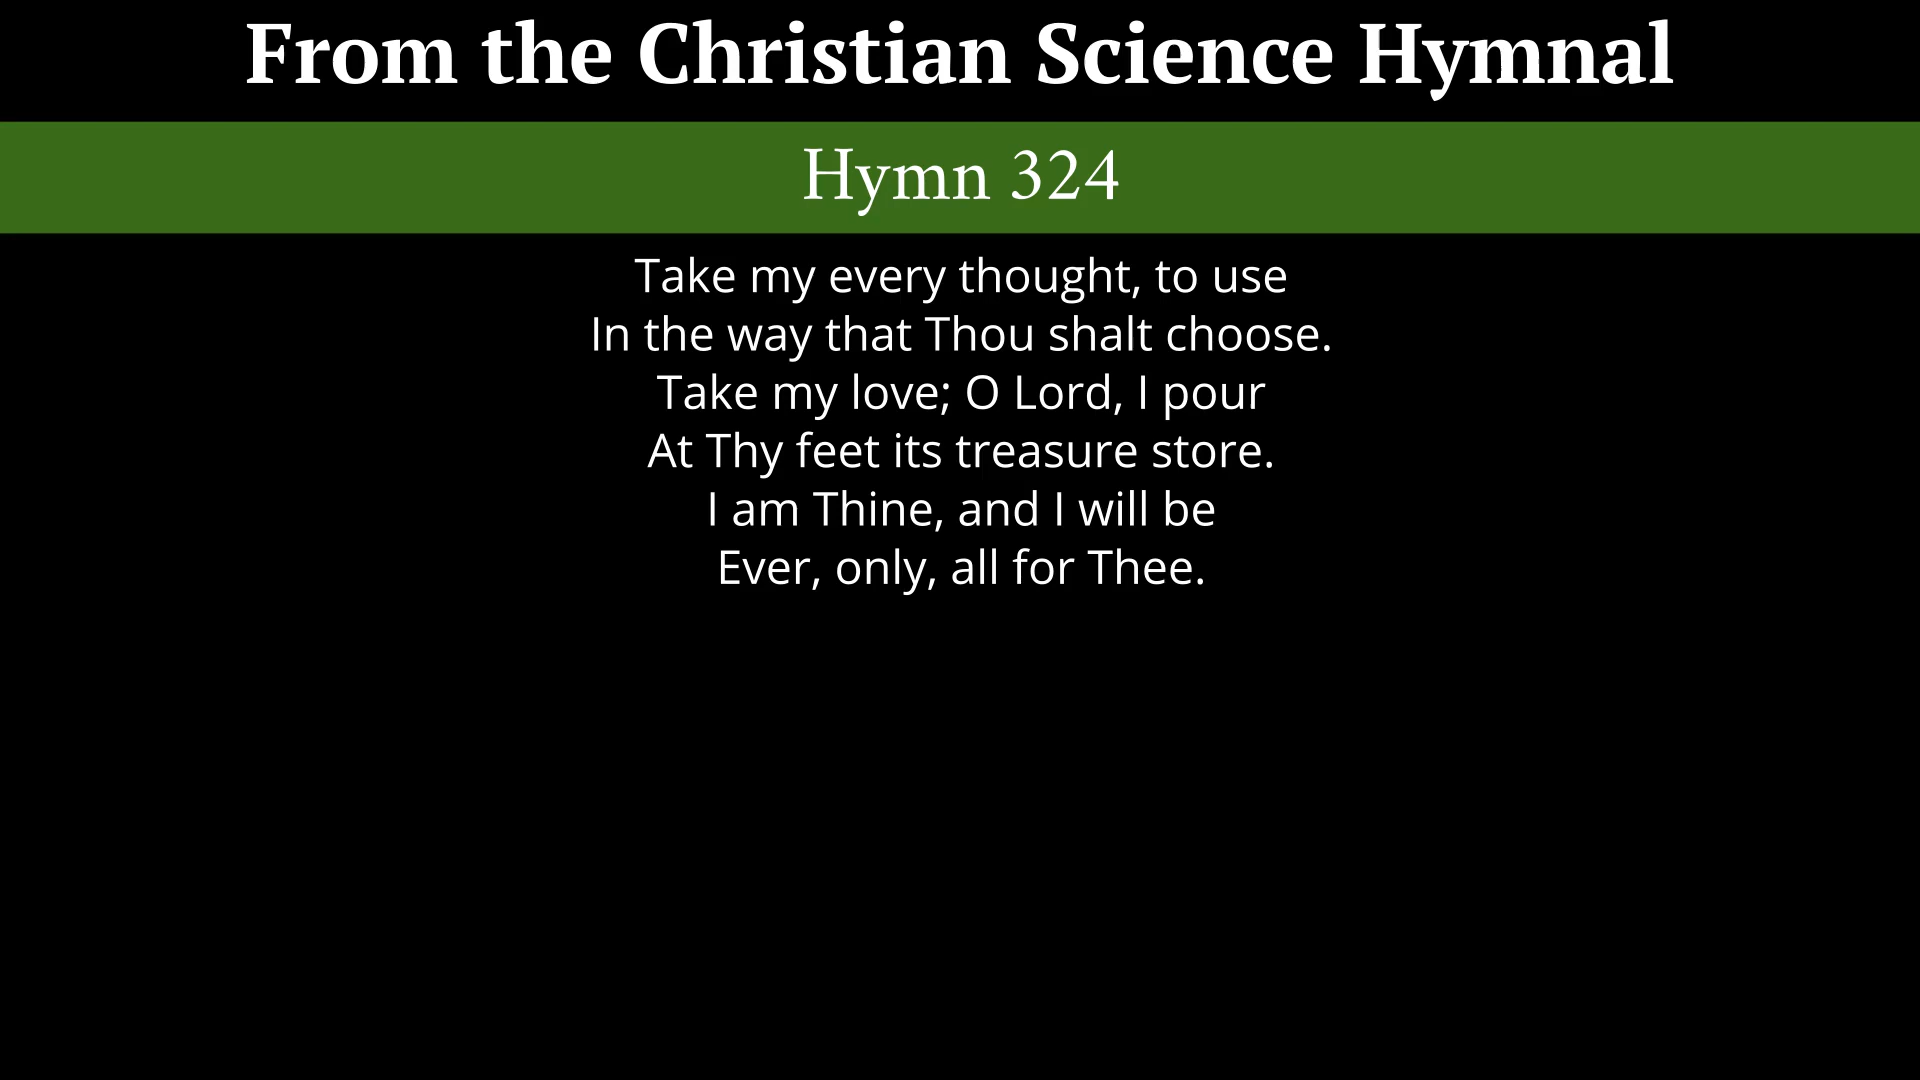 From the Christian Science Hymnal
Hymn 324
Take my every thought, to use
In the way that Thou shalt choose.
Take my love; O Lord, I pour
At Thy feet its treasure store.
I am Thine, and I will be
Ever, only, all for Thee.